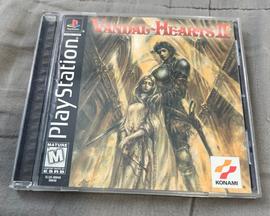 VANDAL-HEARTS II
PlayStation
MATURE
M
ESRB
KONAMI